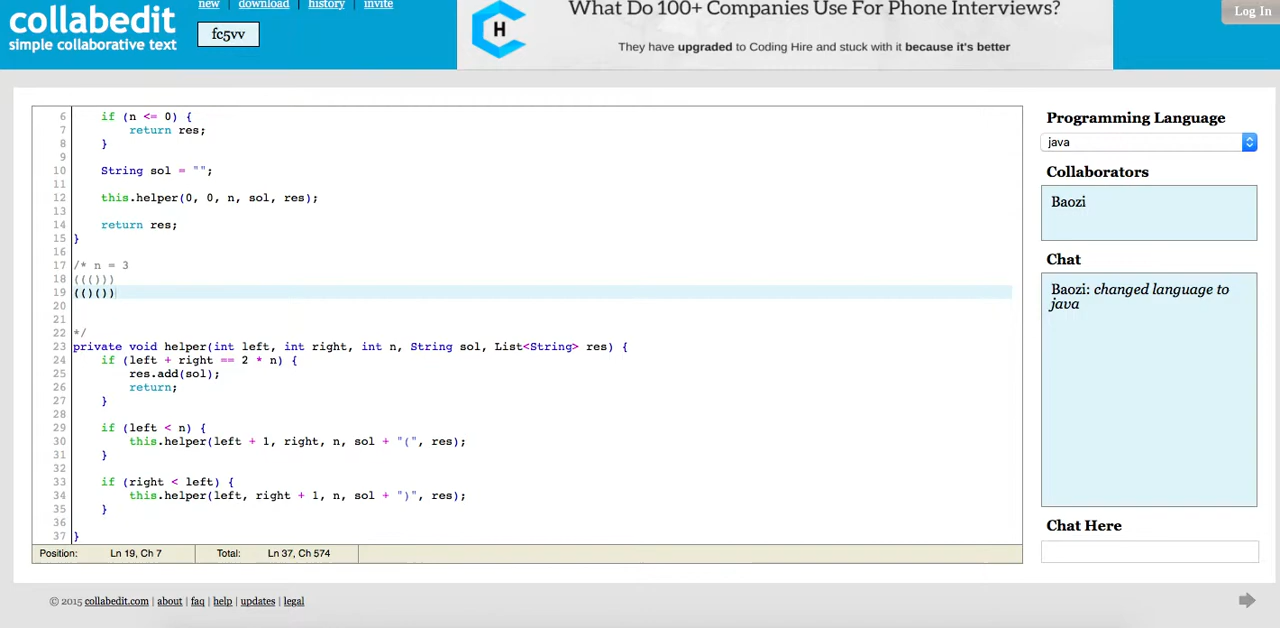 collabedit
simple collaborative text
new | download | history | invite
fc5vv
H
What Do 100+ Companies Use For Phone Interviews?
They have upgraded to Coding Hire and stuck with it because it's better
Log In
6 if (n <= 0) {
7 return res;
8 }
9
10 String sol = "";
11
12 this.helper(0, 0, n, sol, res);
13
14 return res;
15 }
16
17 /* n = 3
18 ((()))
19 (()())
20
21
22 */
23 private void helper(int left, int right, int n, String sol, List<String> res) {
24 if (left + right == 2 * n) {
25 res.add(sol);
26 return;
27 }
28
29 if (left < n) {
30 this.helper(left + 1, right, n, sol + "(", res);
31 }
32
33 if (right < left) {
34 this.helper(left, right + 1, n, sol + ")", res);
35 }
36
37 }
Position: Ln 19, Ch 7 Total: Ln 37, Ch 574
Programming Language
java
Collaborators
Baozi
Chat
Baozi: changed language to
java
Chat Here
© 2015 collabedit.com | about | faq | help | updates | legal